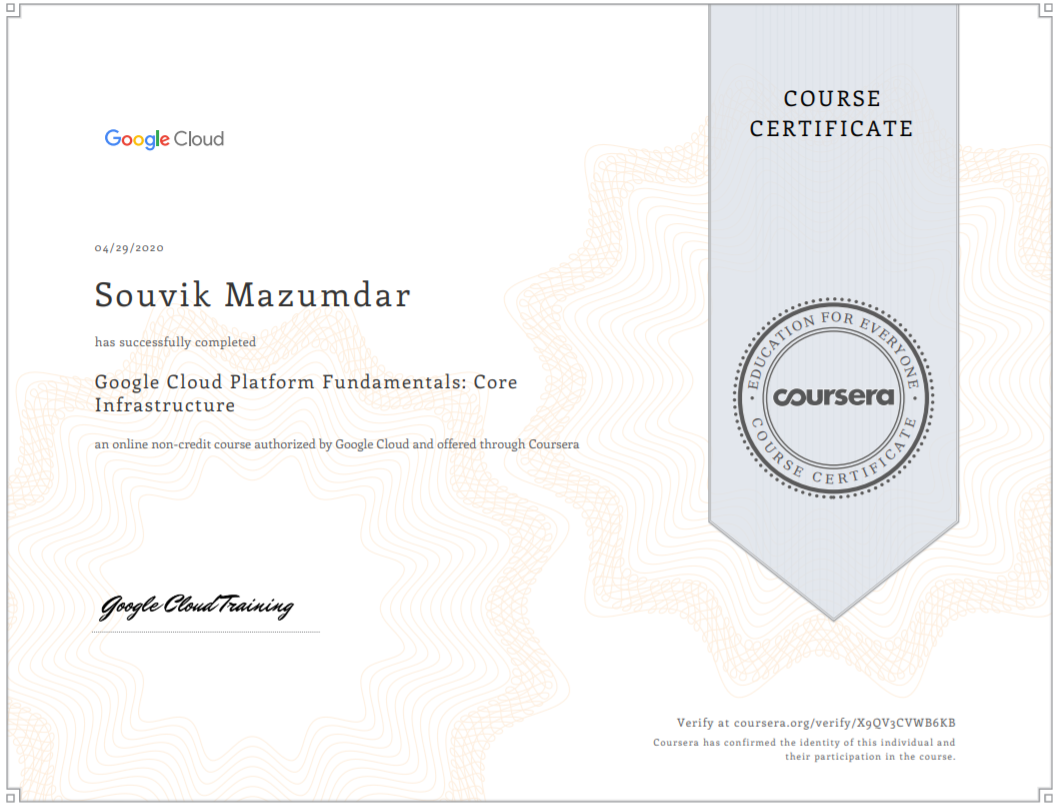 COURSE
CERTIFICATE
Google Cloud
04/29/2020
Souvik Mazumdar
has successfully completed
Google Cloud Platform Fundamentals: Core
Infrastructure
an online non-credit course authorized by Google Cloud and offered through Coursera
EDUCATION FOR EVERYONE
coursera
COURSE CERTIFICATE
Google Cloud Training
Verify at coursera.org/verify/X9QV3CVWB6KB
Coursera has confirmed the identity of this individual and
their participation in the course.